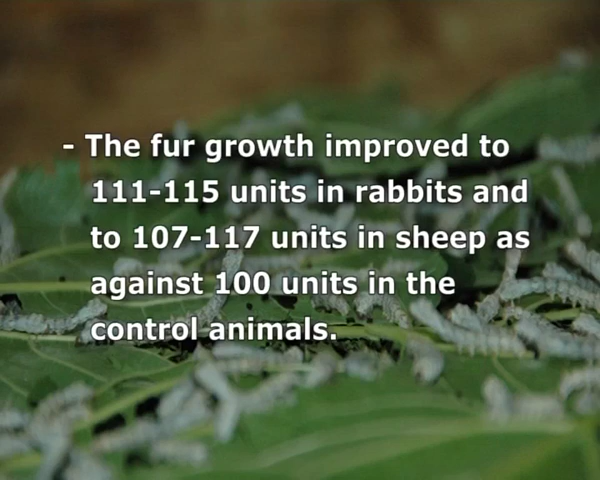 - The fur growth improved to
111-115 units in rabbits and
to 107-117 units in sheep as
against 100 units in the
control animals.